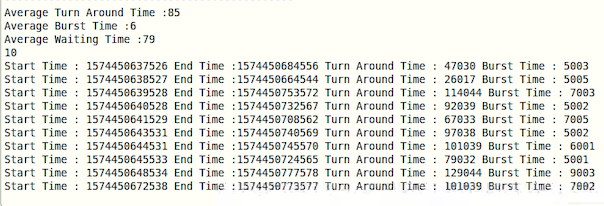 Average Turn Around Time :85
Average Burst Time :6
Average Waiting Time :79
10
Start Time : 1574450637526 End Time :1574450684556 Turn Around Time : 47030 Burst Time : 5003
Start Time : 1574450638527 End Time :1574450664544 Turn Around Time : 26017 Burst Time : 5005
Start Time : 1574450639528 End Time :1574450753572 Turn Around Time : 114044 Burst Time : 7003
Start Time : 1574450640528 End Time :1574450732567 Turn Around Time : 92039 Burst Time : 5002
Start Time : 1574450641529 End Time :1574450708562 Turn Around Time : 67033 Burst Time : 7005
Start Time : 1574450643531 End Time :1574450740569 Turn Around Time : 97038 Burst Time : 5002
Start Time : 1574450644531 End Time :1574450745570 Turn Around Time : 101039 Burst Time : 6001
Start Time : 1574450645533 End Time :1574450724565 Turn Around Time : 79032 Burst Time : 5001
Start Time : 1574450648534 End Time :1574450777578 Turn Around Time : 129044 Burst Time : 9003
Start Time : 1574450672538 End Time :1574450773577 Turn Around Time : 101039 Burst Time : 7002